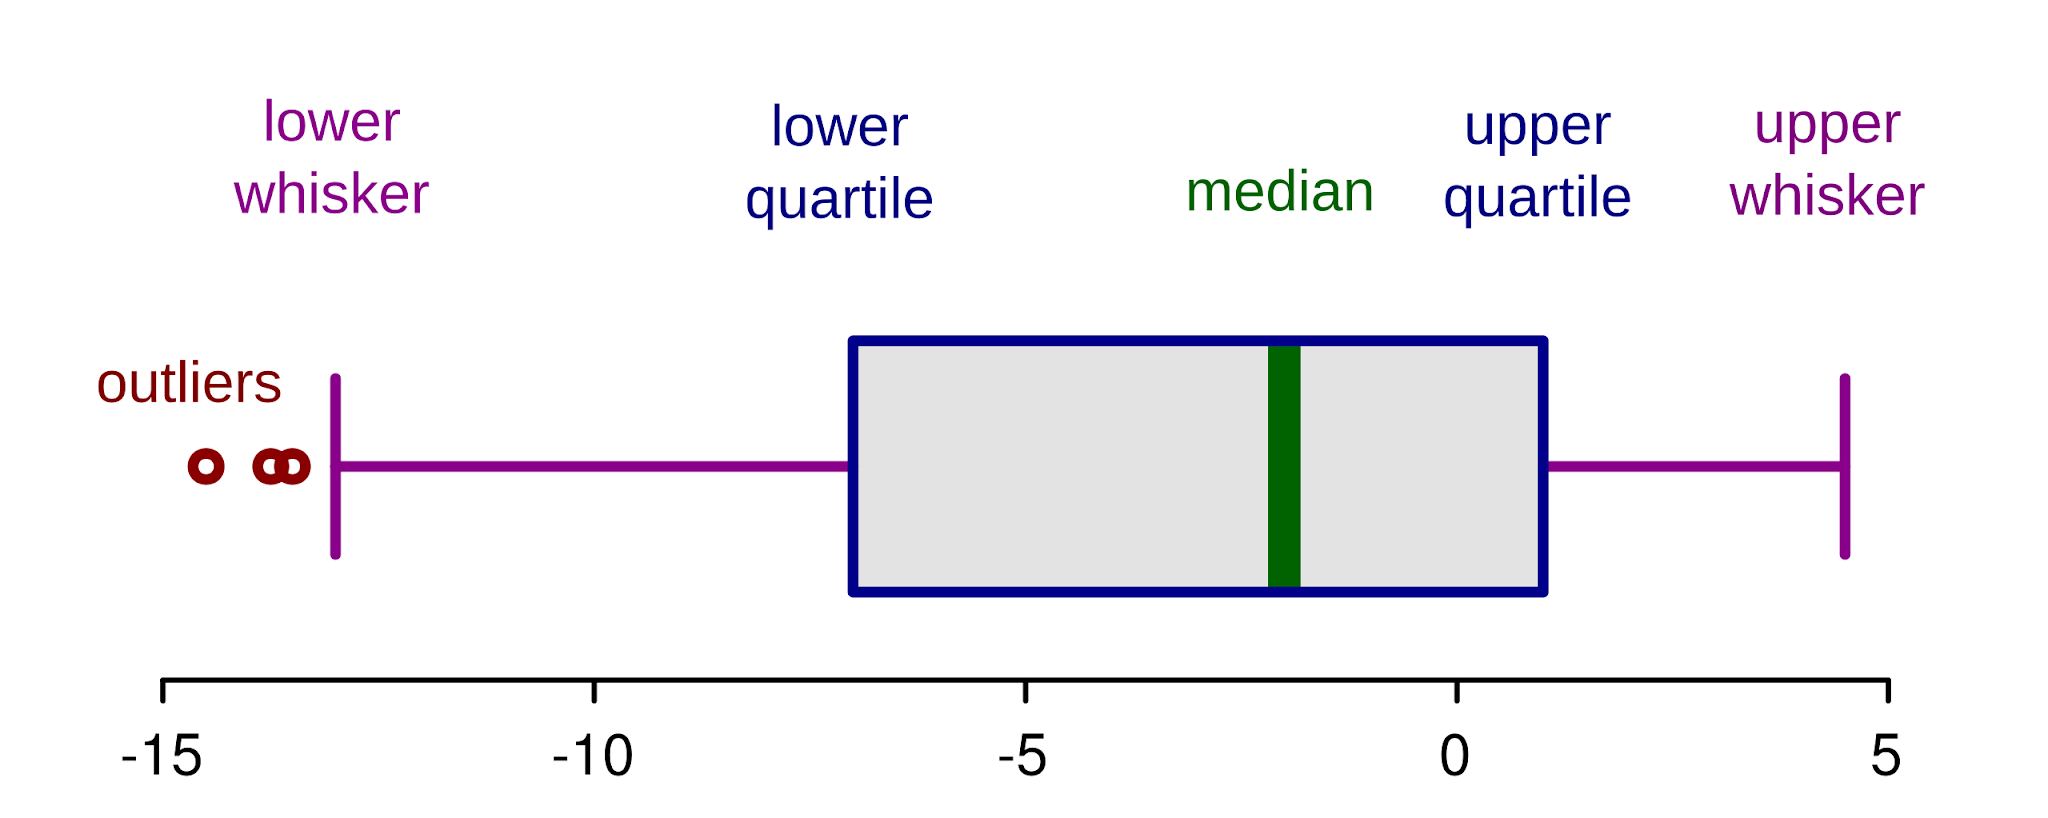 lower
whisker
lower
quartile
median
upper
quartile
upper
whisker
outliers
-15
-10
-5
0
5